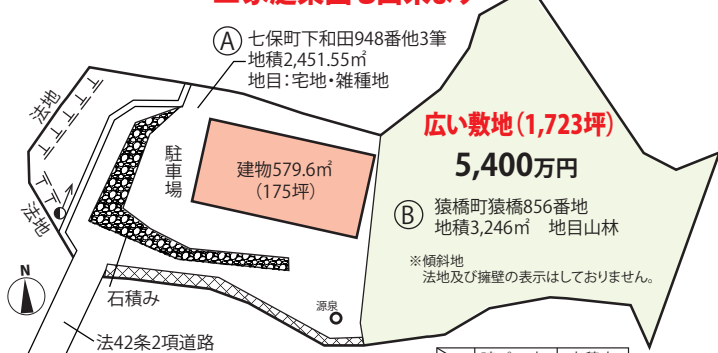 Ⓐ 七保町下和田948番他3筆
地積2,451.55㎡
地目：宅地・雑種地
法地
法地
駐車場
建物579.6㎡
（175坪）
広い敷地（1,723坪）
5,400万円
Ⓑ 猿橋町猿橋856番地
地積3,246㎡　地目山林
※傾斜地
法地及び擁壁の表示はしておりません。
N
石積み
源泉
法42条2項道路